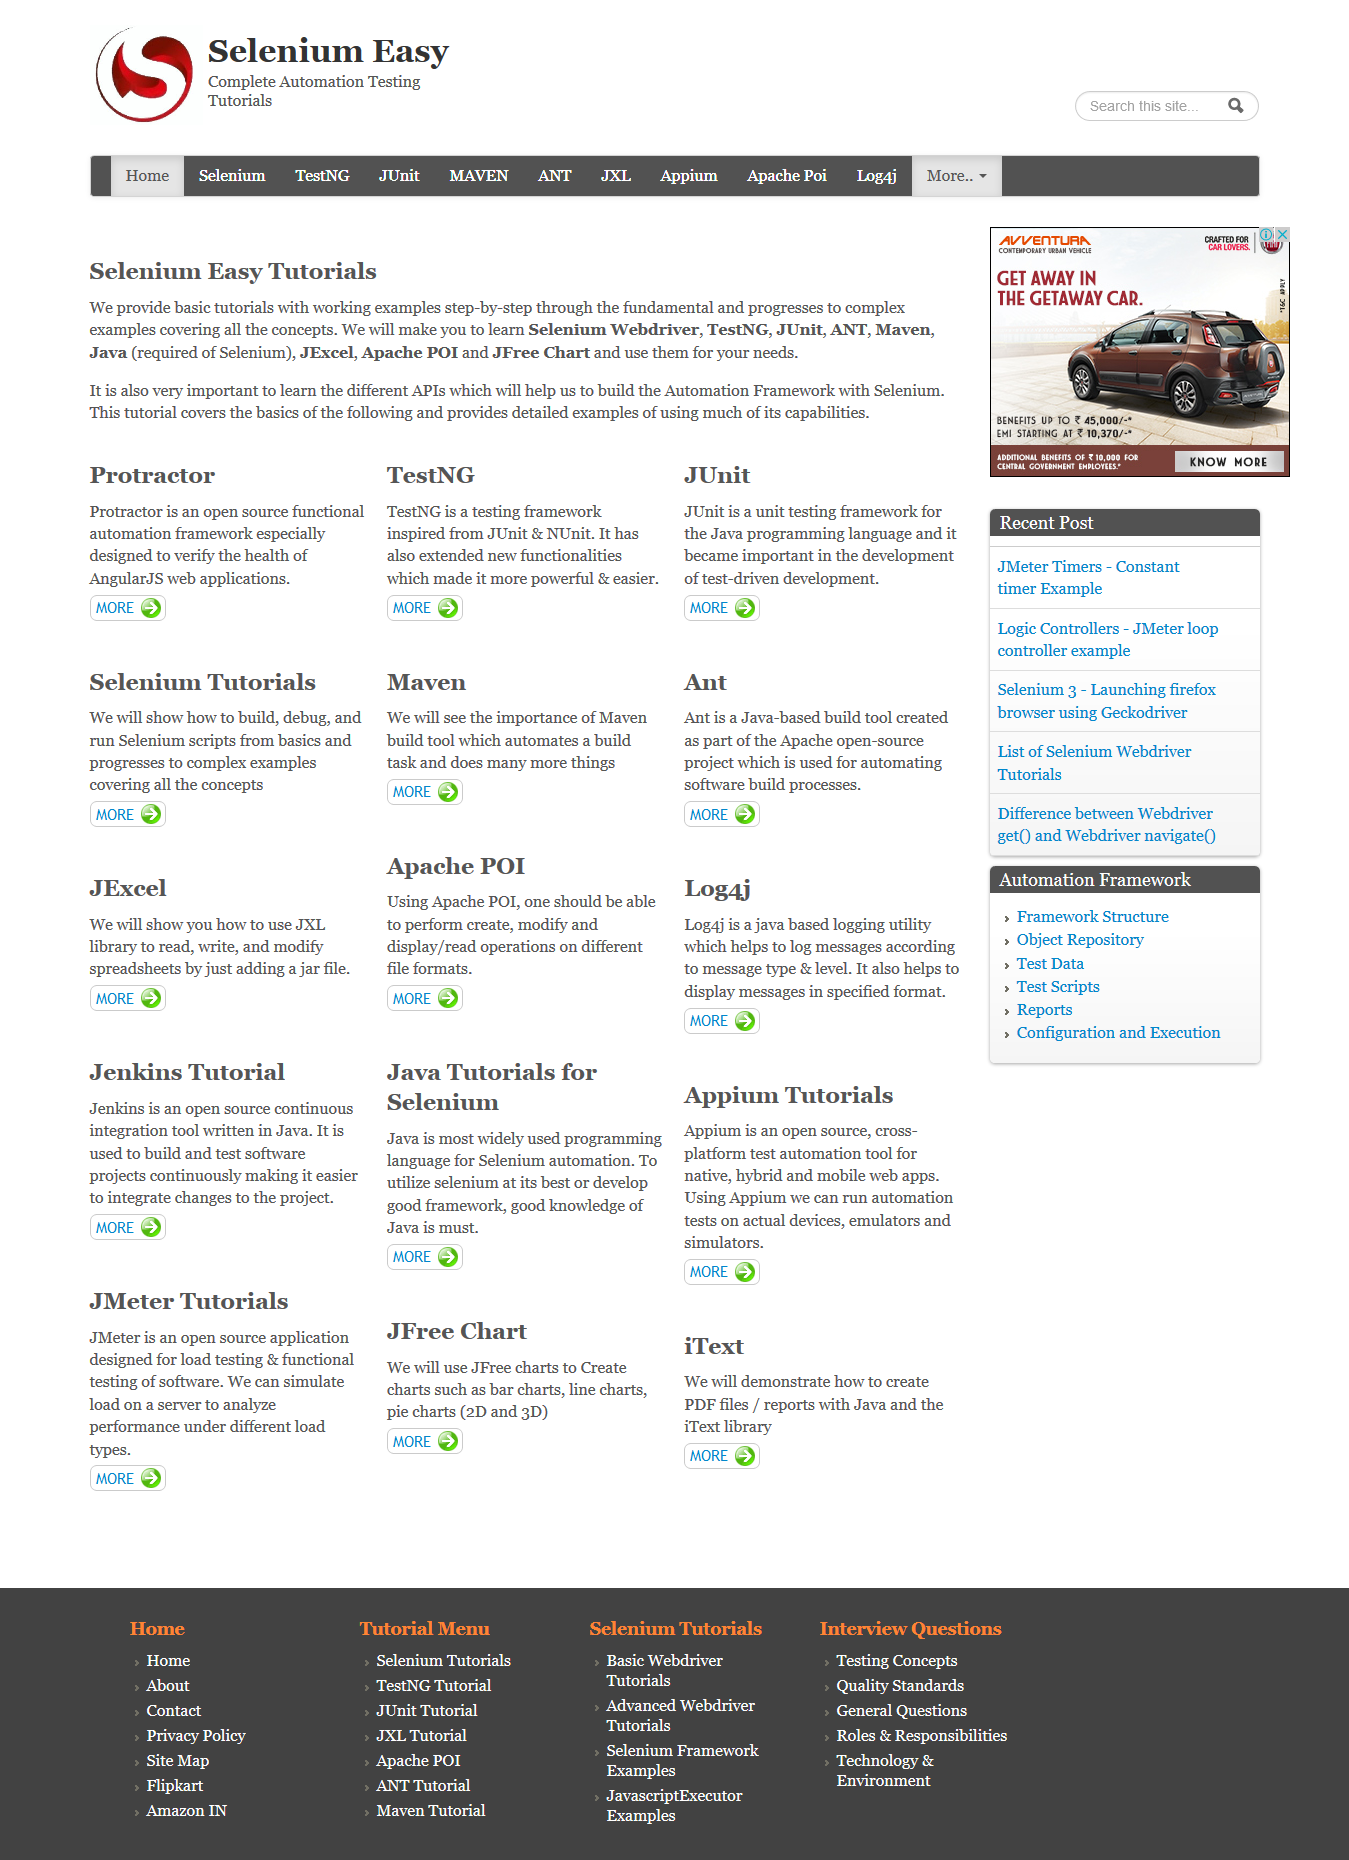 Selenium Easy
Complete Automation Testing
Tutorials
Search this site...
Home Selenium TestNG JUnit MAVEN ANT JXL Appium Apache Poi Log4j More..
Selenium Easy Tutorials
We provide basic tutorials with working examples step-by-step through the fundamental and progresses to complex
examples covering all the concepts. We will make you to learn Selenium Webdriver, TestNG, JUnit, ANT, Maven,
Java (required of Selenium), JExcel, Apache POI and JFree Chart and use them for your needs.
It is also very important to learn the different APIs which will help us to build the Automation Framework with Selenium.
This tutorial covers the basics of the following and provides detailed examples of using much of its capabilities.
Protractor
Protractor is an open source functional
automation framework especially
designed to verify the health of
AngularJS web applications.
MORE
TestNG
TestNG is a testing framework
inspired from JUnit & NUnit. It has
also extended new functionalities
which made it more powerful & easier.
MORE
JUnit
JUnit is a unit testing framework for
the Java programming language and it
became important in the development
of test-driven development.
MORE
Selenium Tutorials
We will show how to build, debug, and
run Selenium scripts from basics and
progresses to complex examples
covering all the concepts
MORE
Maven
We will see the importance of Maven
build tool which automates a build
task and does many more things
MORE
Ant
Ant is a Java-based build tool created
as part of the Apache open-source
project which is used for automating
software build processes.
MORE
JExcel
We will show you how to use JXL
library to read, write, and modify
spreadsheets by just adding a jar file.
MORE
Apache POI
Using Apache POI, one should be able
to perform create, modify and
display/read operations on different
file formats.
MORE
Log4j
Log4j is a java based logging utility
which helps to log messages according
to message type & level. It also helps to
display messages in specified format.
MORE
Jenkins Tutorial
Jenkins is an open source continuous
integration tool written in Java. It is
used to build and test software
projects continuously making it easier
to integrate changes to the project.
MORE
Java Tutorials for
Selenium
Java is most widely used programming
language for Selenium automation. To
utilize selenium at its best or develop
good framework, good knowledge of
Java is must.
MORE
Appium Tutorials
Appium is an open source, cross-
platform test automation tool for
native, hybrid and mobile web apps.
Using Appium we can run automation
tests on actual devices, emulators and
simulators.
MORE
JMeter Tutorials
JMeter is an open source application
designed for load testing & functional
testing of software. We can simulate
load on a server to analyze
performance under different load
types.
MORE
JFree Chart
We will use JFree charts to Create
charts such as bar charts, line charts,
pie charts (2D and 3D)
MORE
iText
We will demonstrate how to create
PDF files / reports with Java and the
iText library
MORE
AVVENTURA
CONTEMPORARY URBAN VEHICLE
CRAFTED FOR
CAR LOVERS.
GET AWAY IN
THE GETAWAY CAR.
*T&C APPLY
BENEFITS UP TO ₹ 45,000/-*
EMI STARTING AT ₹ 10,370/-*
ADDITIONAL BENEFITS OF ₹ 10,000 FOR
CENTRAL GOVERNMENT EMPLOYEES.*
KNOW MORE
Recent Post
JMeter Timers - Constant
timer Example
Logic Controllers - JMeter loop
controller example
Selenium 3 - Launching firefox
browser using Geckodriver
List of Selenium Webdriver
Tutorials
Difference between Webdriver
get() and Webdriver navigate()
Automation Framework
Framework Structure
Object Repository
Test Data
Test Scripts
Reports
Configuration and Execution
Home
Home
About
Contact
Privacy Policy
Site Map
Flipkart
Amazon IN
Tutorial Menu
Selenium Tutorials
TestNG Tutorial
JUnit Tutorial
JXL Tutorial
Apache POI
ANT Tutorial
Maven Tutorial
Selenium Tutorials
Basic Webdriver
Tutorials
Advanced Webdriver
Tutorials
Selenium Framework
Examples
JavascriptExecutor
Examples
Interview Questions
Testing Concepts
Quality Standards
General Questions
Roles & Responsibilities
Technology &
Environment